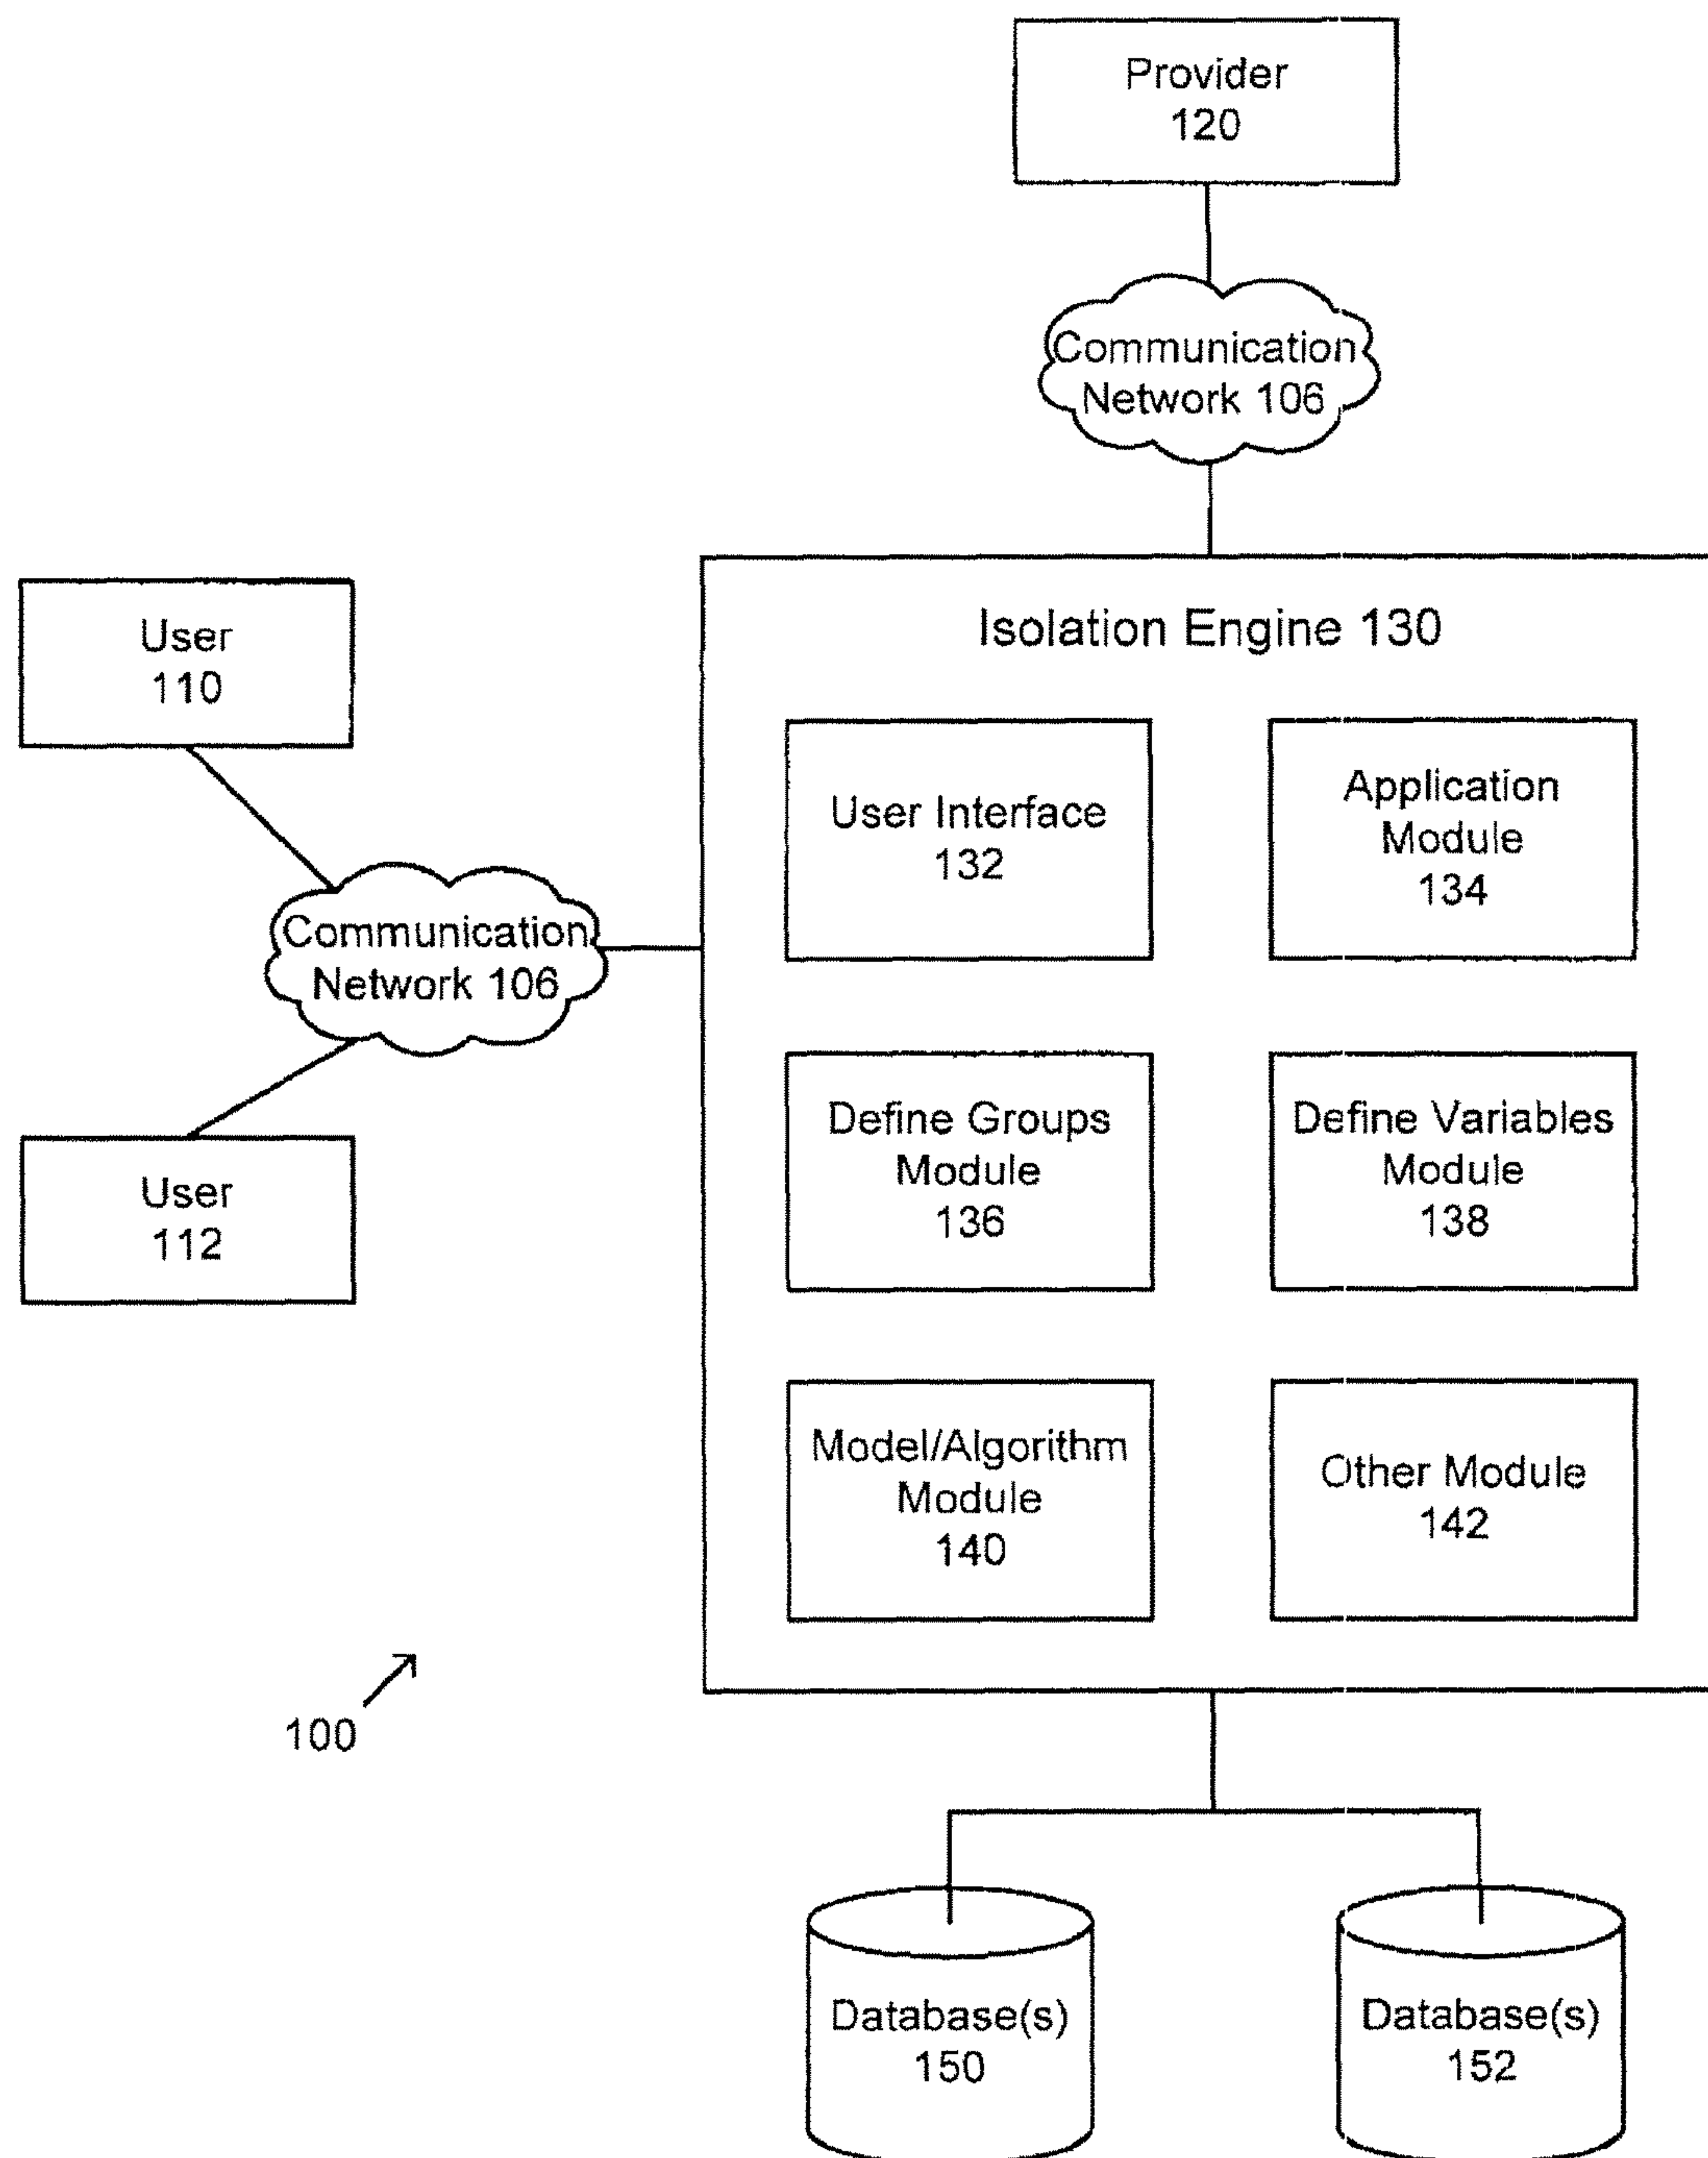 Provider
120
Communication
Network 106
Isolation Engine 130
User
110
User Interface
132
Application
Module
134
Communication
Network 106
Define Groups
Module
136
Define Variables
Module
138
User
112
Model/Algorithm
Module
140
Other Module
142
100
Database(s)
150
Database(s)
152